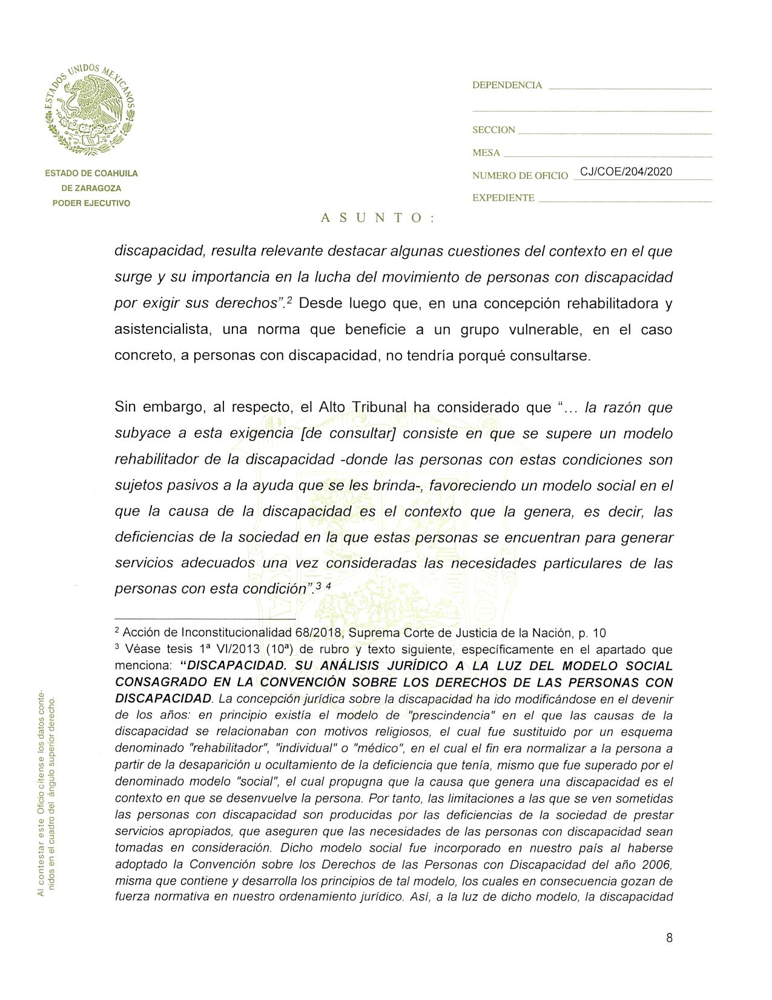 ESTADOS UNIDOS MEXICANOS
ESTADO DE COAHUILA
DE ZARAGOZA
PODER EJECUTIVO
DEPENDENCIA
SECCION
MESA
NUMERO DE OFICIO CJ/COE/204/2020
EXPEDIENTE
A S U N T O :
discapacidad, resulta relevante destacar algunas cuestiones del contexto en el que
surge y su importancia en la lucha del movimiento de personas con discapacidad
por exigir sus derechos”.² Desde luego que, en una concepción rehabilitadora y
asistencialista, una norma que beneficie a un grupo vulnerable, en el caso
concreto, a personas con discapacidad, no tendría porqué consultarse.
Sin embargo, al respecto, el Alto Tribunal ha considerado que “... la razón que
subyace a esta exigencia [de consultar] consiste en que se supere un modelo
rehabilitador de la discapacidad -donde las personas con estas condiciones son
sujetos pasivos a la ayuda que se les brinda-, favoreciendo un modelo social en el
que la causa de la discapacidad es el contexto que la genera, es decir, las
deficiencias de la sociedad en la que estas personas se encuentran para generar
servicios adecuados una vez consideradas las necesidades particulares de las
personas con esta condición”.³ ⁴
² Acción de Inconstitucionalidad 68/2018, Suprema Corte de Justicia de la Nación, p. 10
³ Véase tesis 1ª VI/2013 (10ª) de rubro y texto siguiente, específicamente en el apartado que
menciona: “DISCAPACIDAD. SU ANÁLISIS JURÍDICO A LA LUZ DEL MODELO SOCIAL
CONSAGRADO EN LA CONVENCIÓN SOBRE LOS DERECHOS DE LAS PERSONAS CON
DISCAPACIDAD. La concepción jurídica sobre la discapacidad ha ido modificándose en el devenir
de los años: en principio existía el modelo de "prescindencia" en el que las causas de la
discapacidad se relacionaban con motivos religiosos, el cual fue sustituido por un esquema
denominado "rehabilitador", "individual" o "médico", en el cual el fin era normalizar a la persona a
partir de la desaparición u ocultamiento de la deficiencia que tenía, mismo que fue superado por el
denominado modelo "social", el cual propugna que la causa que genera una discapacidad es el
contexto en que se desenvuelve la persona. Por tanto, las limitaciones a las que se ven sometidas
las personas con discapacidad son producidas por las deficiencias de la sociedad de prestar
servicios apropiados, que aseguren que las necesidades de las personas con discapacidad sean
tomadas en consideración. Dicho modelo social fue incorporado en nuestro país al haberse
adoptado la Convención sobre los Derechos de las Personas con Discapacidad del año 2006,
misma que contiene y desarrolla los principios de tal modelo, los cuales en consecuencia gozan de
fuerza normativa en nuestro ordenamiento jurídico. Así, a la luz de dicho modelo, la discapacidad
Al contestar este Oficio cítense los datos conte-
nidos en el cuadro del ángulo superior derecho.
8